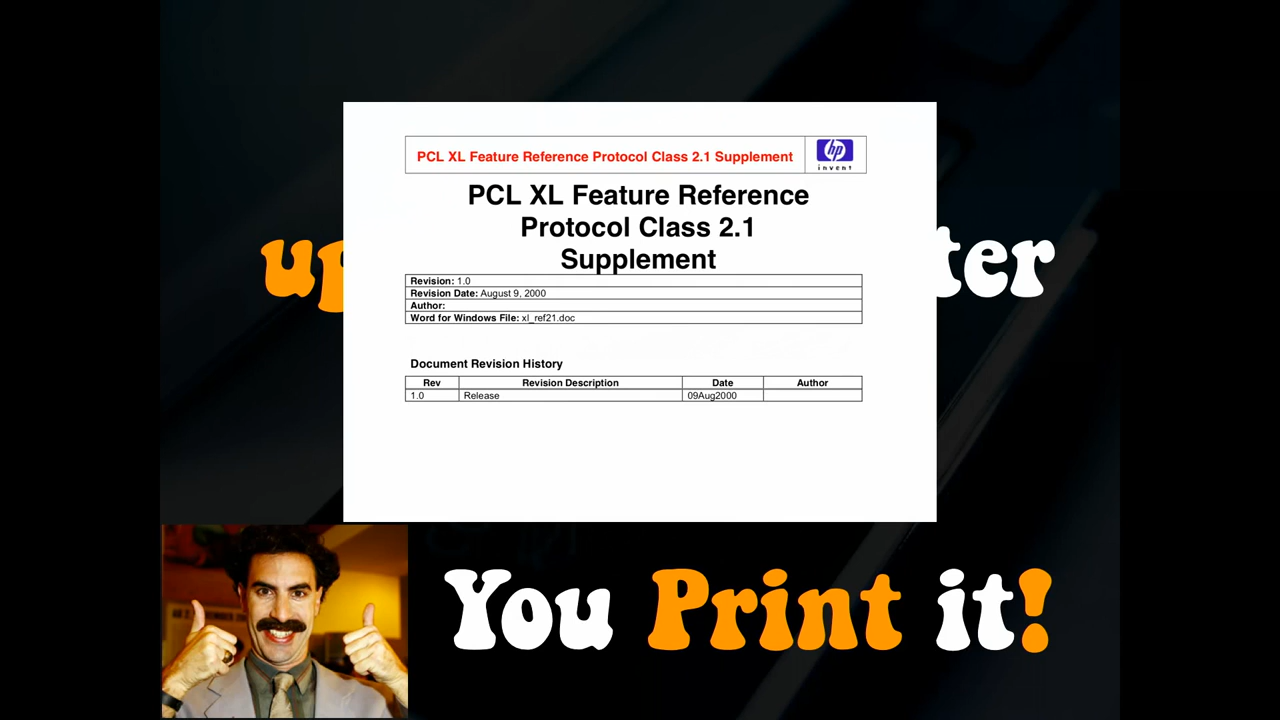 PCL XL Feature Reference Protocol Class 2.1 Supplement
hp
invent
PCL XL Feature Reference
Protocol Class 2.1
Supplement
Revision: 1.0
Revision Date: August 9, 2000
Author:
Word for Windows File: xl_ref21.doc
Document Revision History
Rev Revision Description Date Author
1.0 Release 09Aug2000
You Print it!